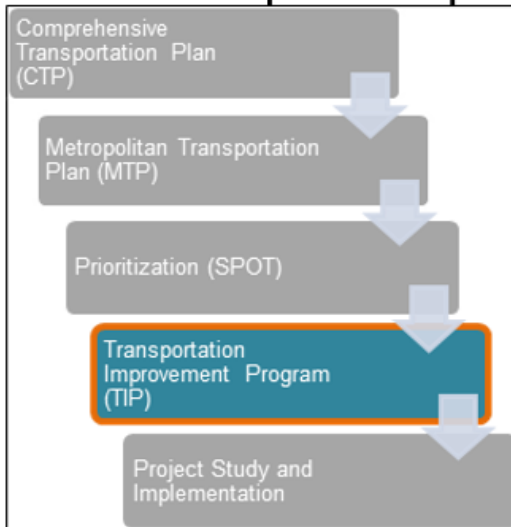 Comprehensive
Transportation Plan
(CTP)
Metropolitan Transportation
Plan (MTP)
Prioritization (SPOT)
Transportation
Improvement Program
(TIP)
Project Study and
Implementation